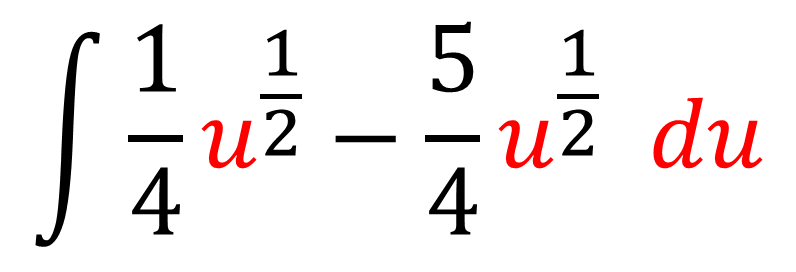 ∫ 1/4 u^(1/2) − 5/4 u^(1/2) du